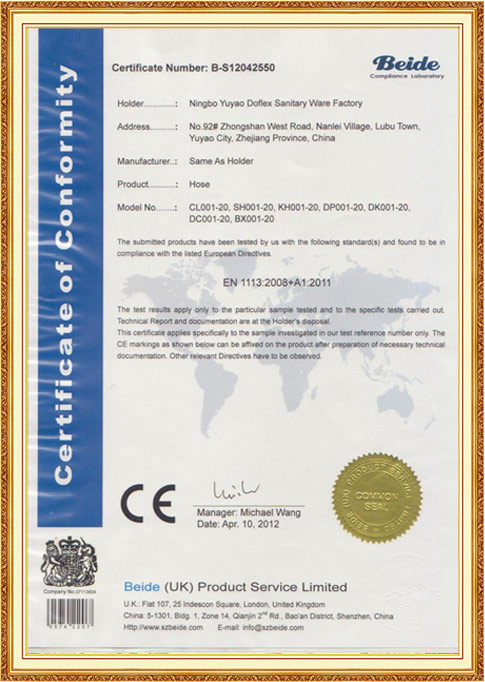 Certificate of Conformity
Certificate Number: B-S12042550
Beide
Compliance Laboratory
Holder...........: Ningbo Yuyao Doflex Sanitary Ware Factory
Address..........: No.92# Zhongshan West Road, Nanlei Village, Lubu Town,
Yuyao City, Zhejiang Province, China
Manufacturer..: Same As Holder
Product..........: Hose
Model No......: CL001-20, SH001-20, KH001-20, DP001-20, DK001-20,
DC001-20, BX001-20
The submitted products have been tested by us with the following standard(s) and found to be in
compliance with the listed European Directives.
EN 1113:2008+A1:2011
The test results apply only to the particular sample tested and to the specific tests carried out.
Technical Report and documentation are at the Holder's disposal.
This certificate applies specifically to the sample investigated in our test reference number only. The
CE markings as shown below can be affixed on the product after preparation of necessary technical
documentation. Other relevant Directives have to be observed.
CE
Manager: Michael Wang
Date: Apr. 10, 2012
COMMON
SEAL
Beide (UK) Product Service Limited
U.K.: Flat 107, 25 Indescon Square, London, United Kingdom
China: 5-1301, Bldg. 1, Zone 14, Qianjin 2nd Rd., Bao'an District, Shenzhen, China
Http://www.szbeide.com E-mail: info@szbeide.com